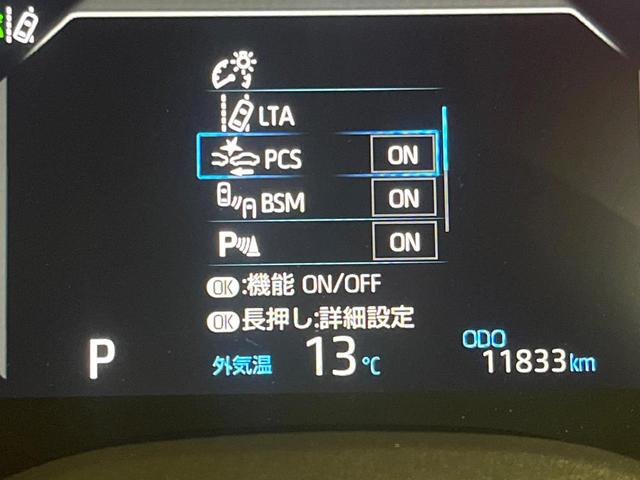 LTA
PCS ON
BSM ON
P ON
OK:機能 ON/OFF
OK長押し:詳細設定
P
外気温 13℃
ODO
11833km